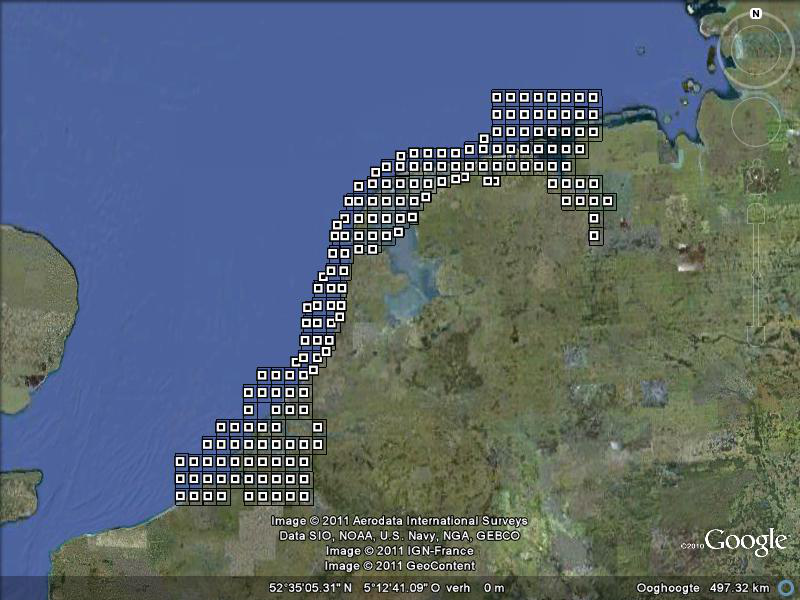 N
Image © 2011 Aerodata International Surveys
Data SIO, NOAA, U.S. Navy, NGA, GEBCO
Image © 2011 IGN-France
Image © 2011 GeoContent
©2010 Google
52°35'05.31" N 5°12'41.09" O verh 0 m Ooghoogte 497.32 km